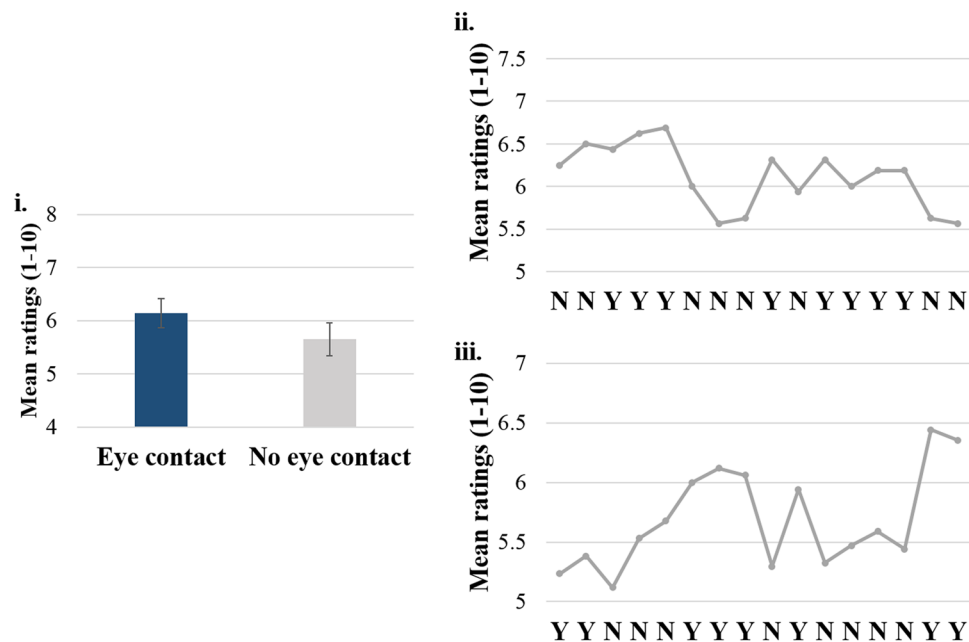 i.
Mean ratings (1-10)
8
7
6
5
4
Eye contact No eye contact
ii.
Mean ratings (1-10)
7.5
7
6.5
6
5.5
5
N N Y Y Y N N N Y N Y Y Y Y N N
iii.
Mean ratings (1-10)
7
6.5
6
5.5
5
Y Y N N N Y Y Y N Y N N N N Y Y